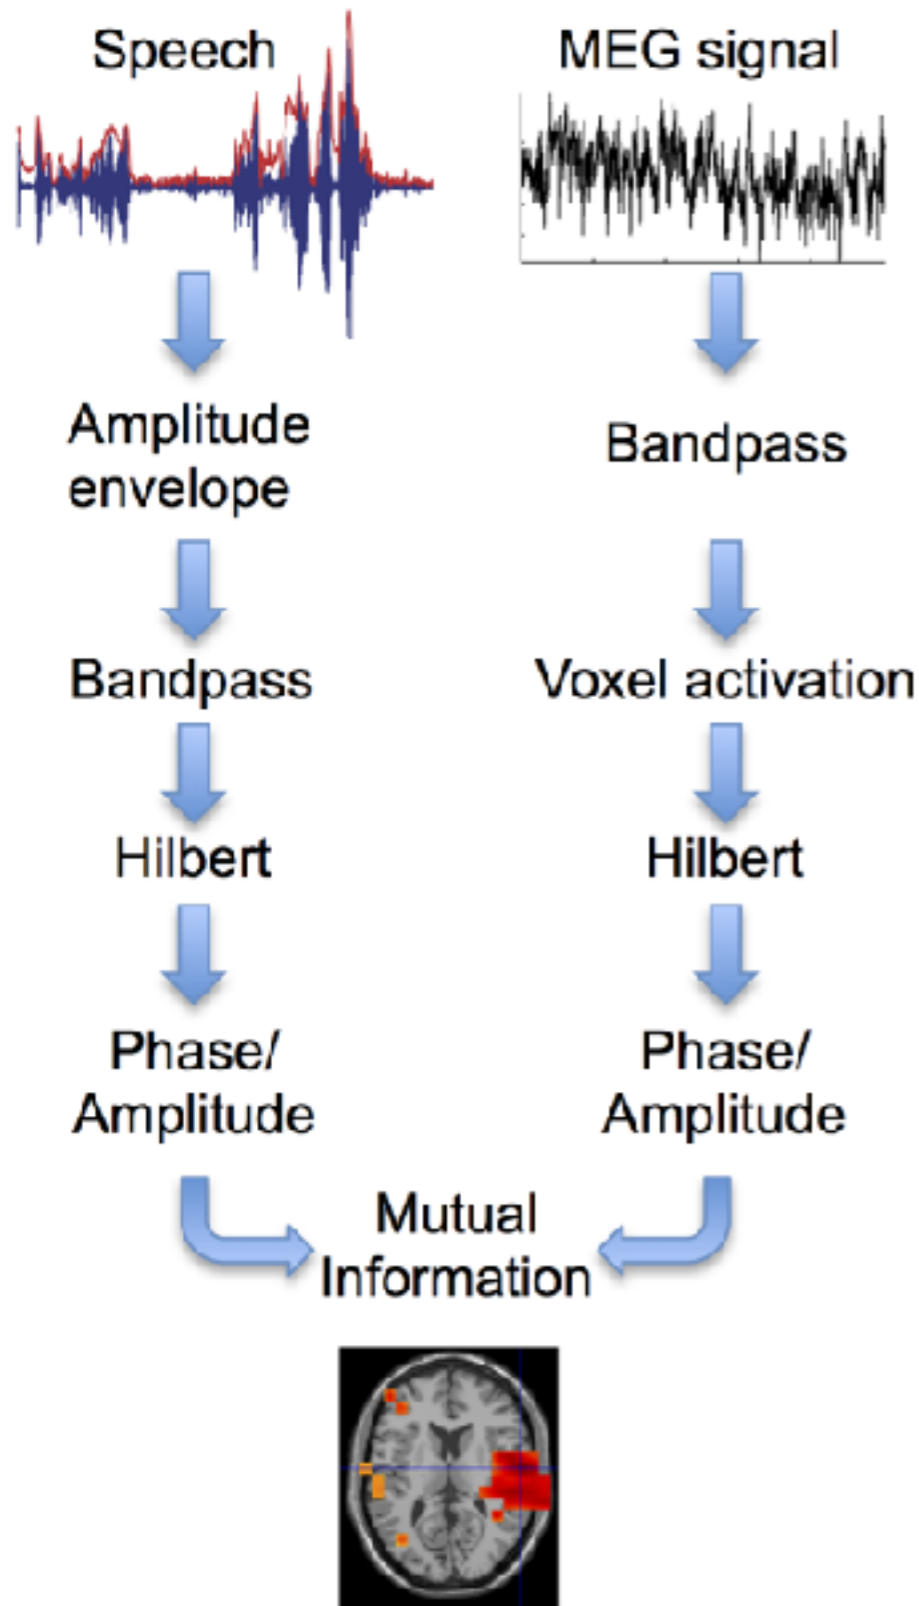 Speech
MEG signal
Amplitude
envelope
Bandpass
Bandpass
Voxel activation
Hilbert
Hilbert
Phase/
Amplitude
Phase/
Amplitude
Mutual
Information